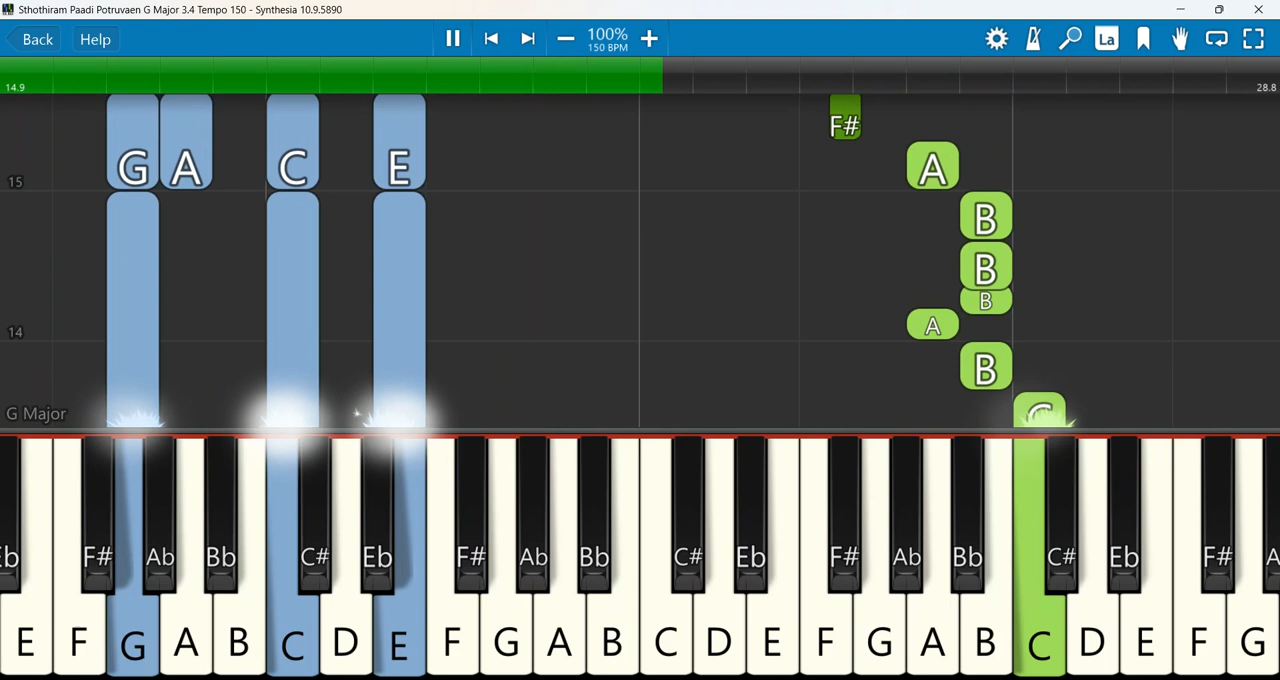 Sthothiram Paadi Potruvaen G Major 3.4 Tempo 150 - Synthesia 10.9.5890
Back Help 100% La
150 BPM
14.9 28.8
F#
G A C E A
15
B
B
B
14 A
B
G Major C
Eb F# Ab Bb C# Eb F# Ab Bb C# Eb F# Ab Bb C# Eb F# A
E F G A B C D E F G A B C D E F G A B C D E F G